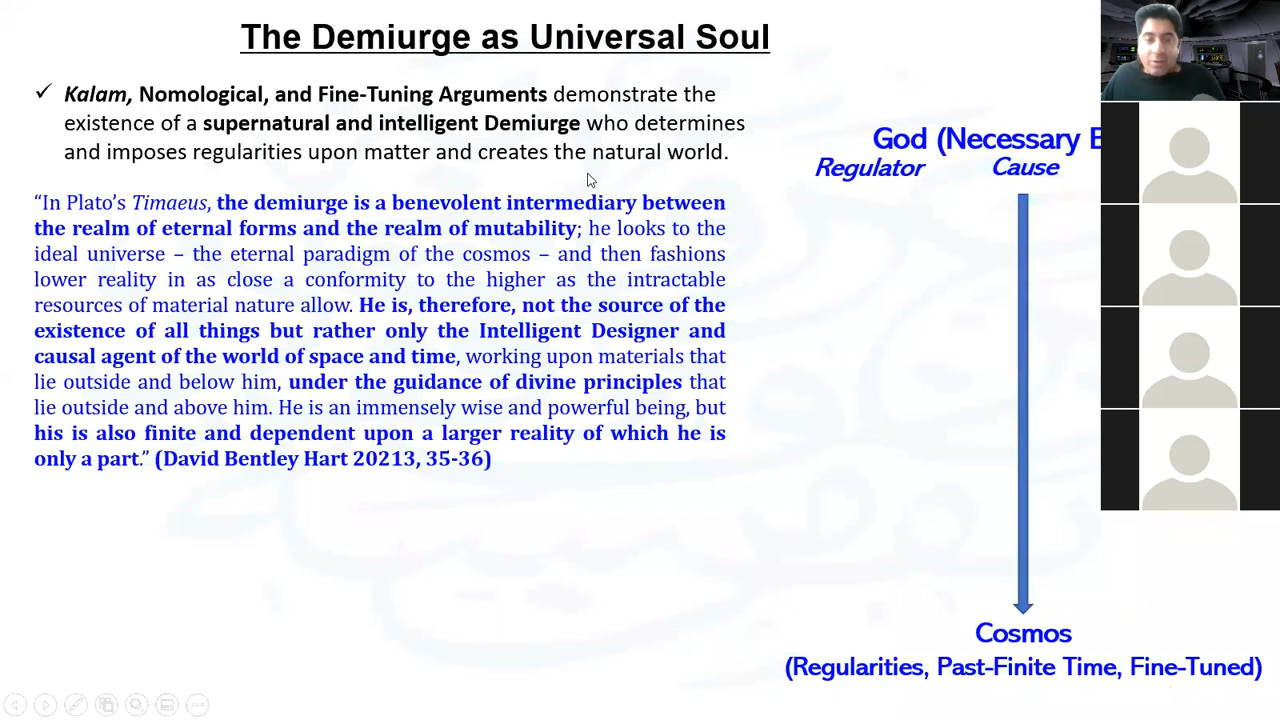 The Demiurge as Universal Soul
✓ Kalam, Nomological, and Fine-Tuning Arguments demonstrate the
existence of a supernatural and intelligent Demiurge who determines
and imposes regularities upon matter and creates the natural world.
“In Plato’s Timaeus, the demiurge is a benevolent intermediary between
the realm of eternal forms and the realm of mutability; he looks to the
ideal universe – the eternal paradigm of the cosmos – and then fashions
lower reality in as close a conformity to the higher as the intractable
resources of material nature allow. He is, therefore, not the source of the
existence of all things but rather only the Intelligent Designer and
causal agent of the world of space and time, working upon materials that
lie outside and below him, under the guidance of divine principles that
lie outside and above him. He is an immensely wise and powerful being, but
his is also finite and dependent upon a larger reality of which he is
only a part.” (David Bentley Hart 20213, 35-36)
God (Necessary
Regulator Cause
Cosmos
(Regularities, Past-Finite Time, Fine-Tuned)